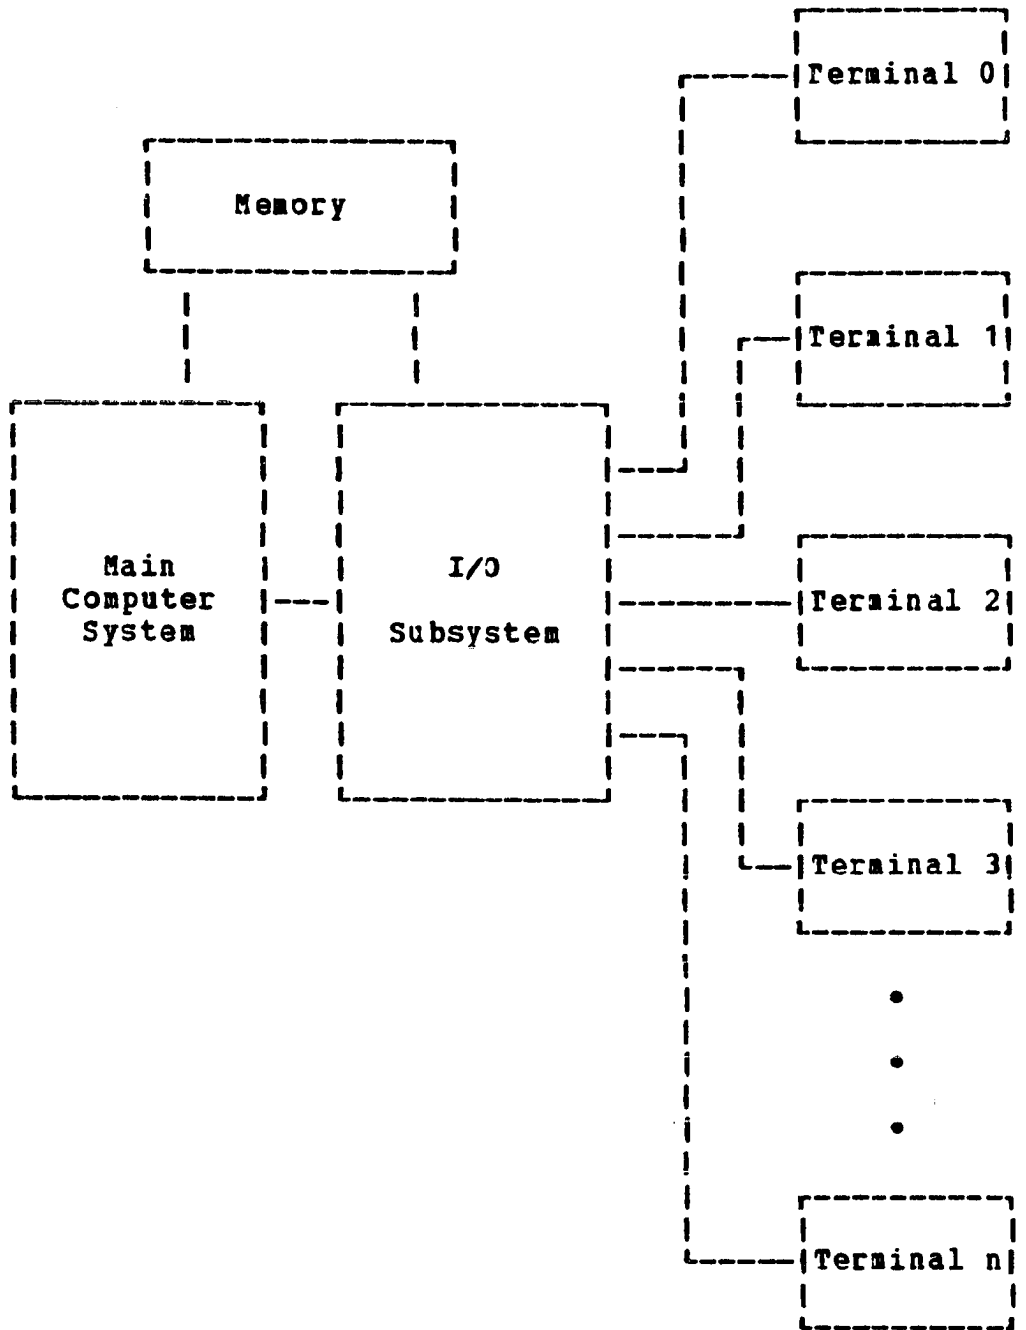 Terminal 0
Memory
Terminal 1
Main
Computer
System
I/O
Subsystem
Terminal 2
Terminal 3
Terminal n